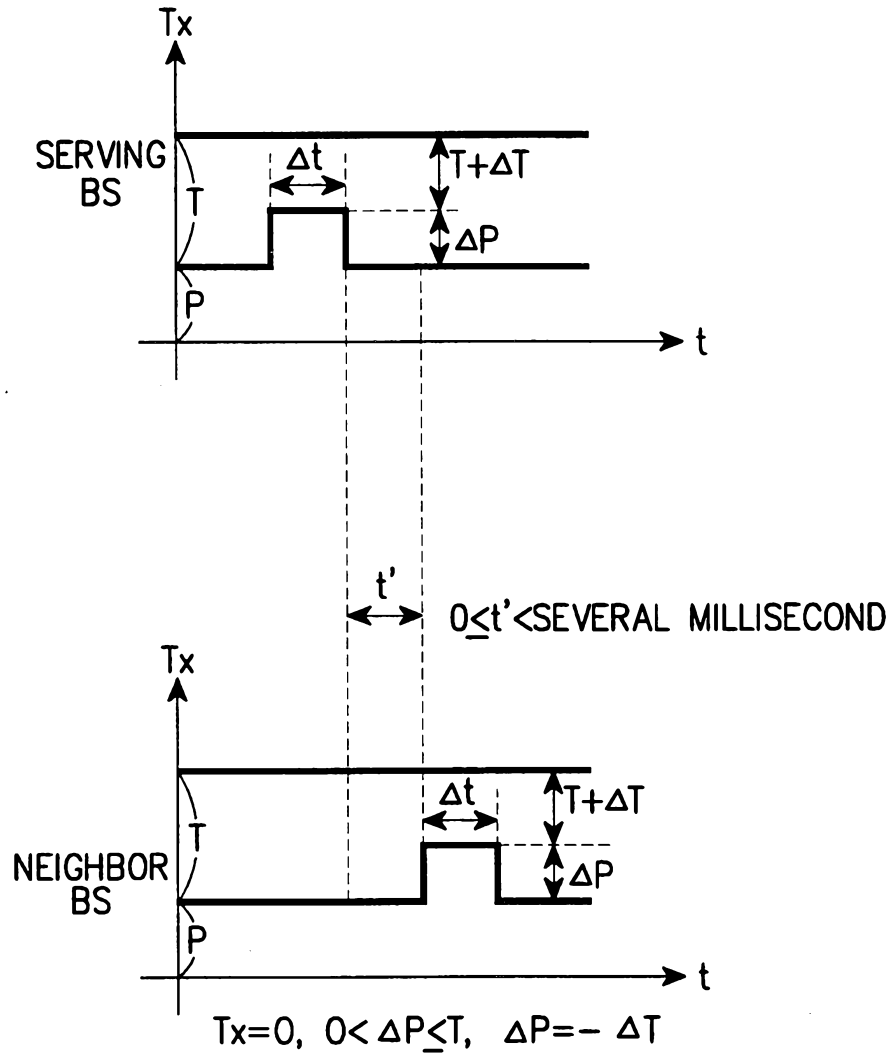 Tx
SERVING
BS
T
P
Δt
T+ΔT
ΔP
t
t'
0≤t'<SEVERAL MILLISECOND
Tx
NEIGHBOR
BS
T
P
Δt
T+ΔT
ΔP
t
Tx=0, 0<ΔP≤T, ΔP=-ΔT